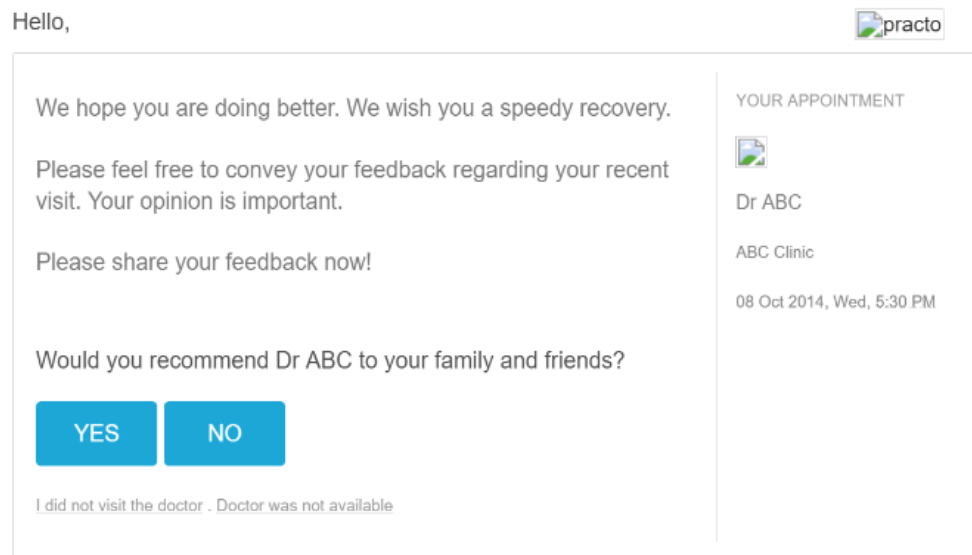 Hello,
practo
We hope you are doing better. We wish you a speedy recovery.
Please feel free to convey your feedback regarding your recent
visit. Your opinion is important.
Please share your feedback now!
Would you recommend Dr ABC to your family and friends?
YES NO
I did not visit the doctor . Doctor was not available
YOUR APPOINTMENT
Dr ABC
ABC Clinic
08 Oct 2014, Wed, 5:30 PM